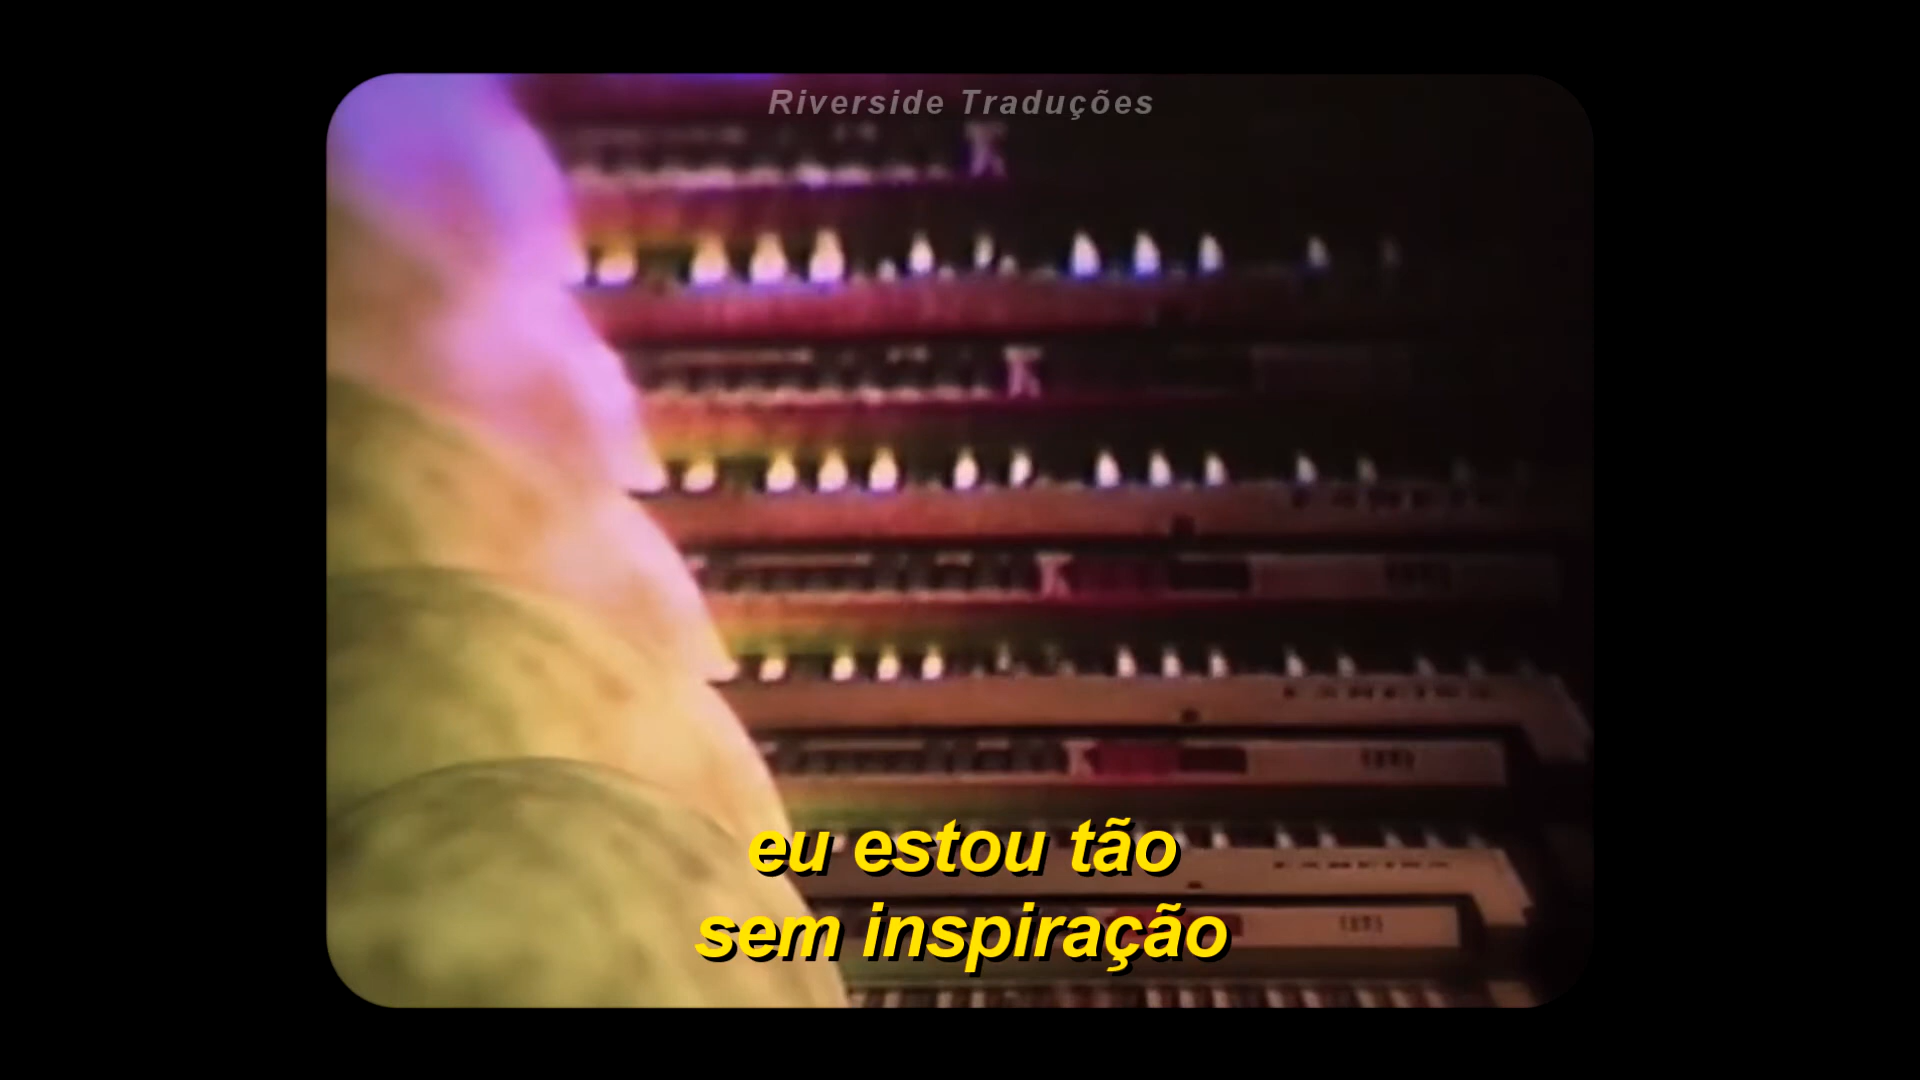 Riverside Traduções
eu estou tão
sem inspiração